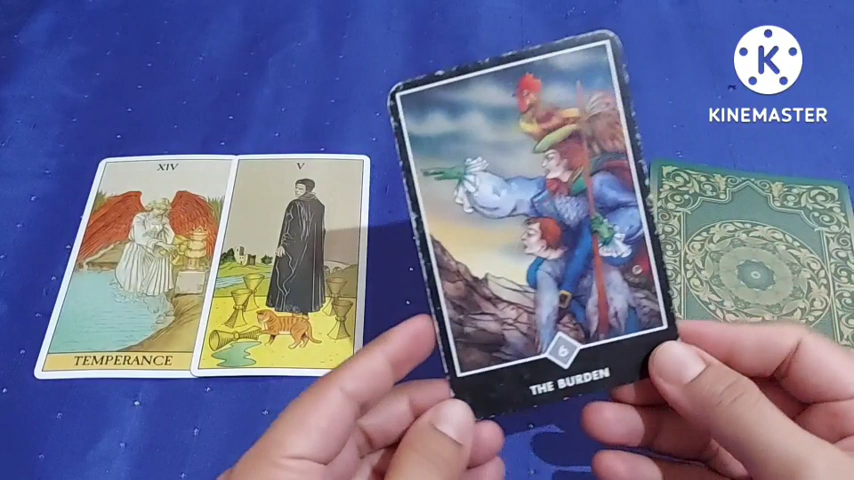 K
KINEMASTER
XIV
V
TEMPERANCE
6
THE BURDEN